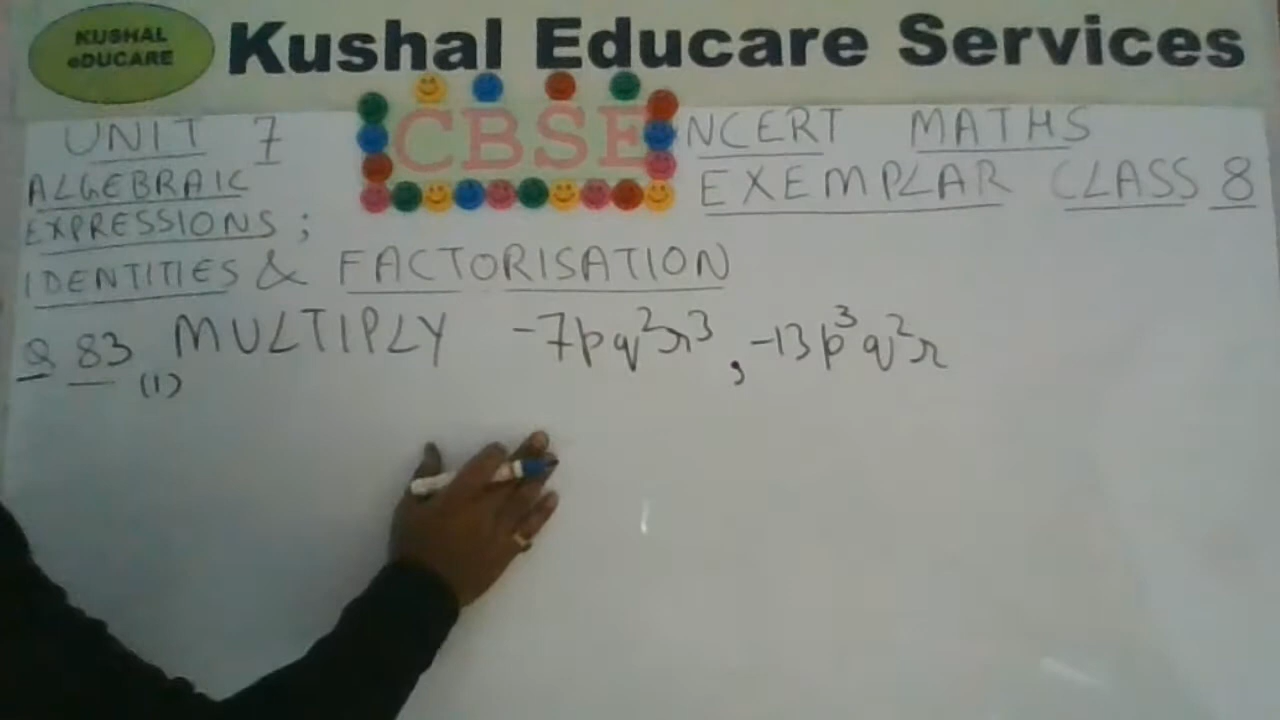 KUSHAL
eDUCARE
Kushal Educare Services
CBSE
UNIT 7
ALGEBRAIC
EXPRESSIONS;
IDENTITIES & FACTORISATION
NCERT MATHS
EXEMPLAR CLASS 8
Q 83 MULTIPLY -7pq²r³, -13p³q²r
(1)